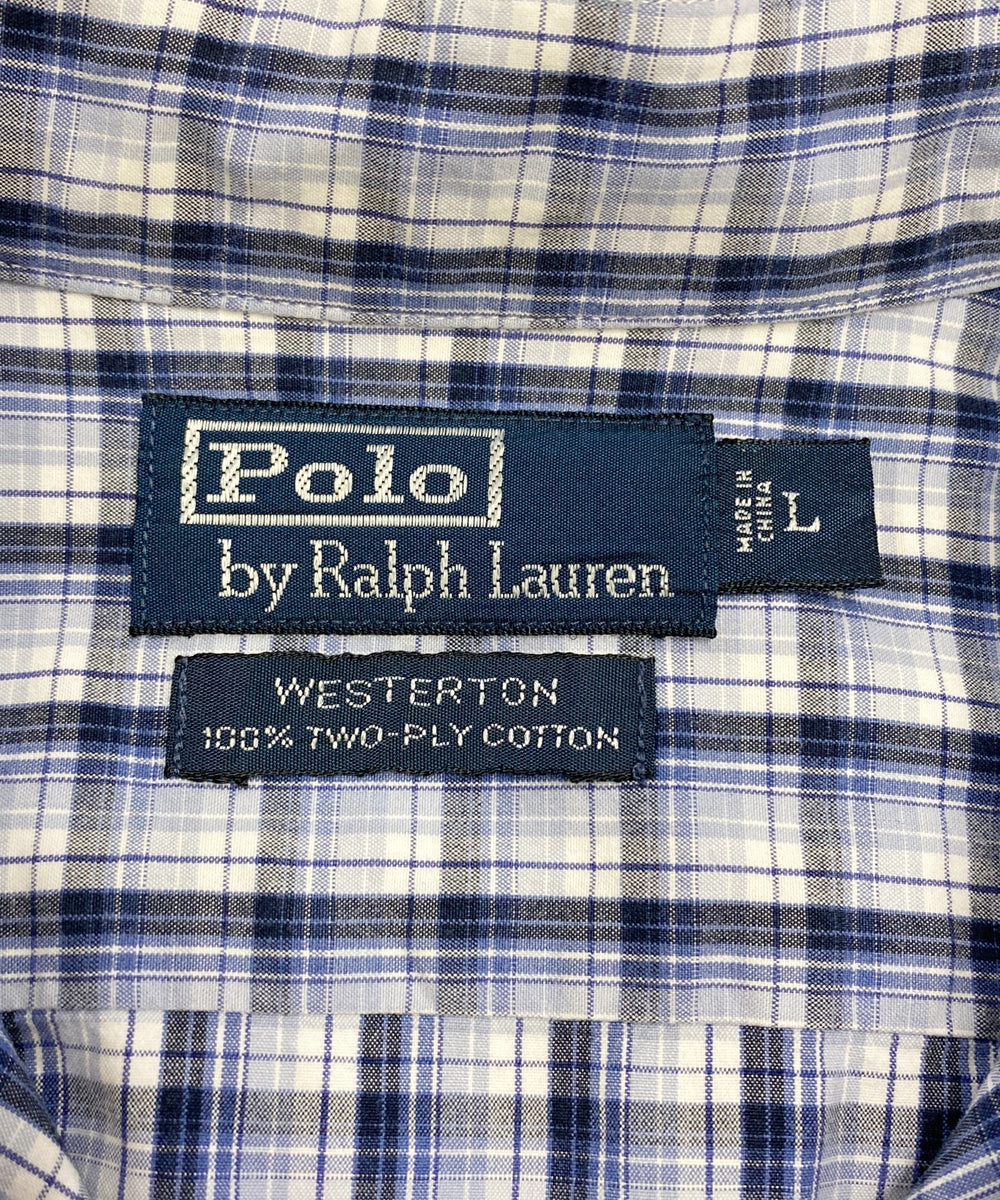 Polo
by Ralph Lauren
MADE IN
CHINA
L
WESTERTON
100% TWO-PLY COTTON